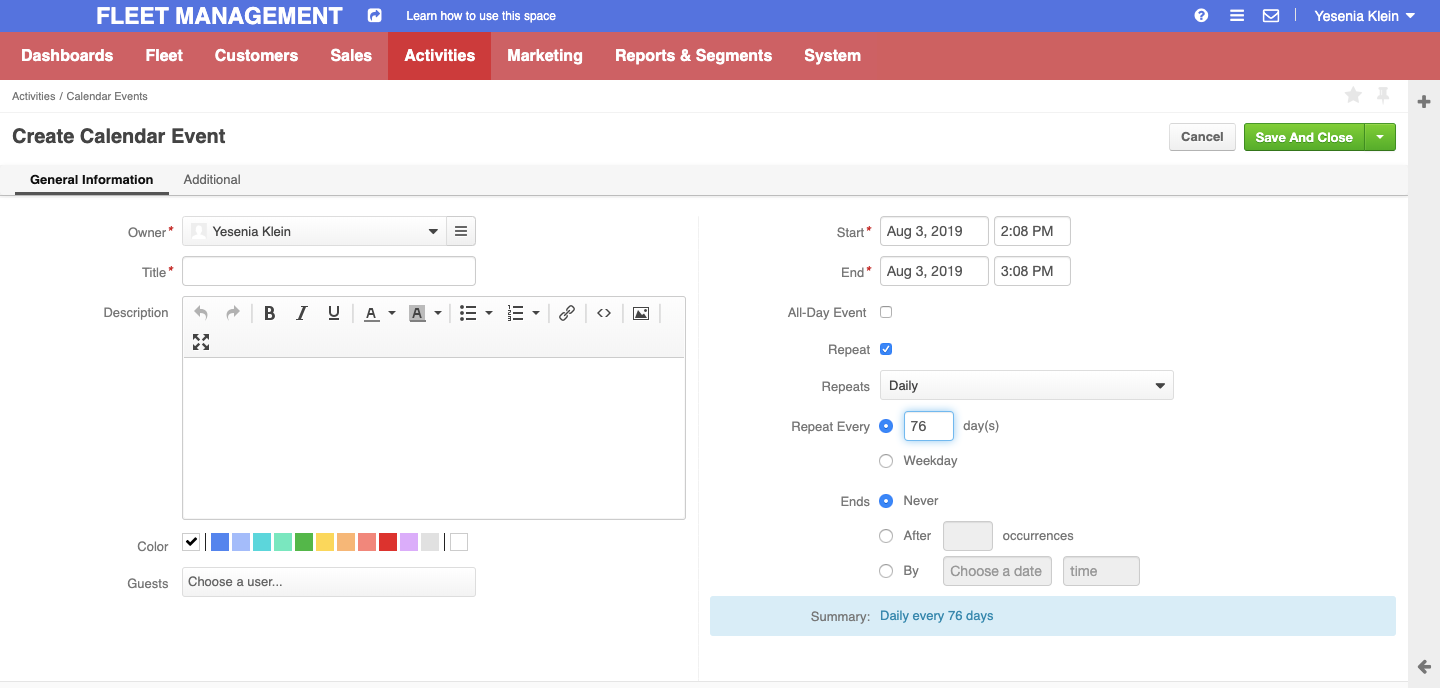 FLEET MANAGEMENT Learn how to use this space Yesenia Klein
Dashboards Fleet Customers Sales Activities Marketing Reports & Segments System
Activities / Calendar Events
Create Calendar Event Cancel Save And Close
General Information Additional
Owner* Yesenia Klein
Title*
Description
B I U A A
Color
Guests Choose a user...
Start* Aug 3, 2019 2:08 PM
End* Aug 3, 2019 3:08 PM
All-Day Event
Repeat
Repeats Daily
Repeat Every 76 day(s)
Weekday
Ends Never
After occurrences
By Choose a date time
Summary: Daily every 76 days